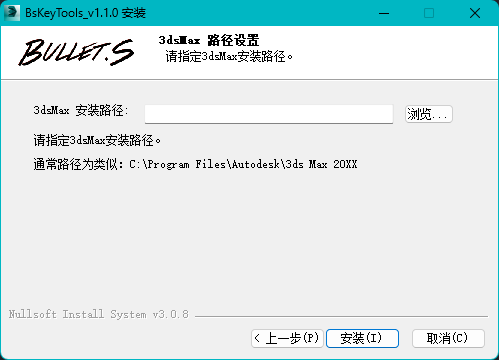 BsKeyTools_v1.1.0 安装
BULLET.S
3dsMax 路径设置
请指定3dsMax安装路径。
3dsMax 安装路径:
浏览...
请指定3dsMax安装路径。
通常路径为类似: C:\Program Files\Autodesk\3ds Max 20XX
Nullsoft Install System v3.0.8
< 上一步(P)
安装(I)
取消(C)